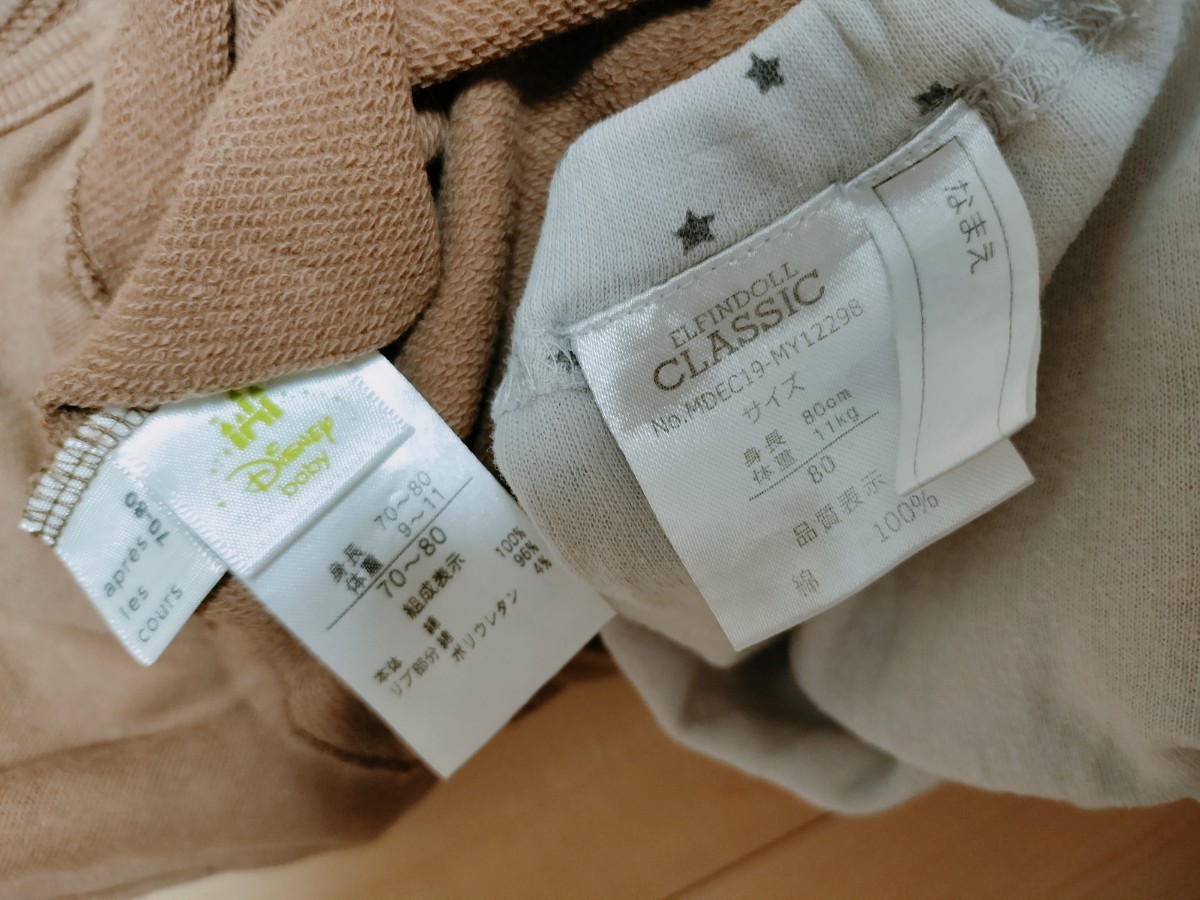 Disney
baby
70-80
après
les
cours
身長 70～80
体重 9～11
70～80
組成表示
本体 綿 100%
リブ部分 綿 96%
ポリウレタン 4%
ELFINDOLL
CLASSIC
No.MDEC19-MY12298
サイズ
身長 80cm
体重 11kg
80
品質表示
綿 100%
なまえ